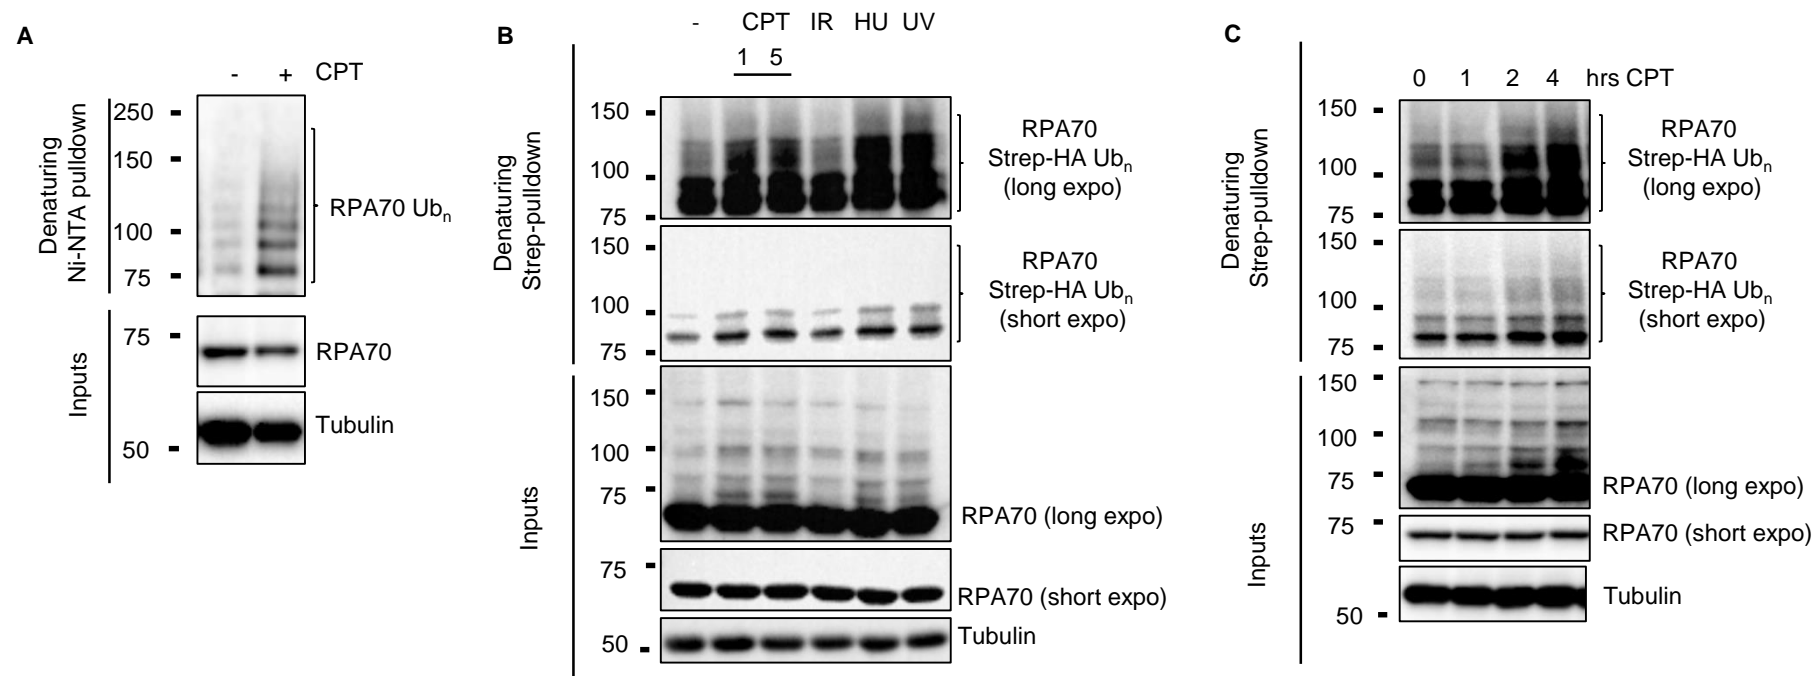 A
- + CPT
Denaturing
Ni-NTA pulldown
250
150
100
75
RPA70 Ubn
Inputs
75
RPA70
50
Tubulin
B
- CPT IR HU UV
1 5
Denaturing
Strep-pulldown
150
100
75
RPA70
Strep-HA Ubn
(long expo)
150
100
75
RPA70
Strep-HA Ubn
(short expo)
Inputs
150
100
75
RPA70 (long expo)
75
RPA70 (short expo)
50
Tubulin
C
0 1 2 4 hrs CPT
Denaturing
Strep-pulldown
150
100
75
RPA70
Strep-HA Ubn
(long expo)
150
100
75
RPA70
Strep-HA Ubn
(short expo)
Inputs
150
100
75
RPA70 (long expo)
75
RPA70 (short expo)
50
Tubulin